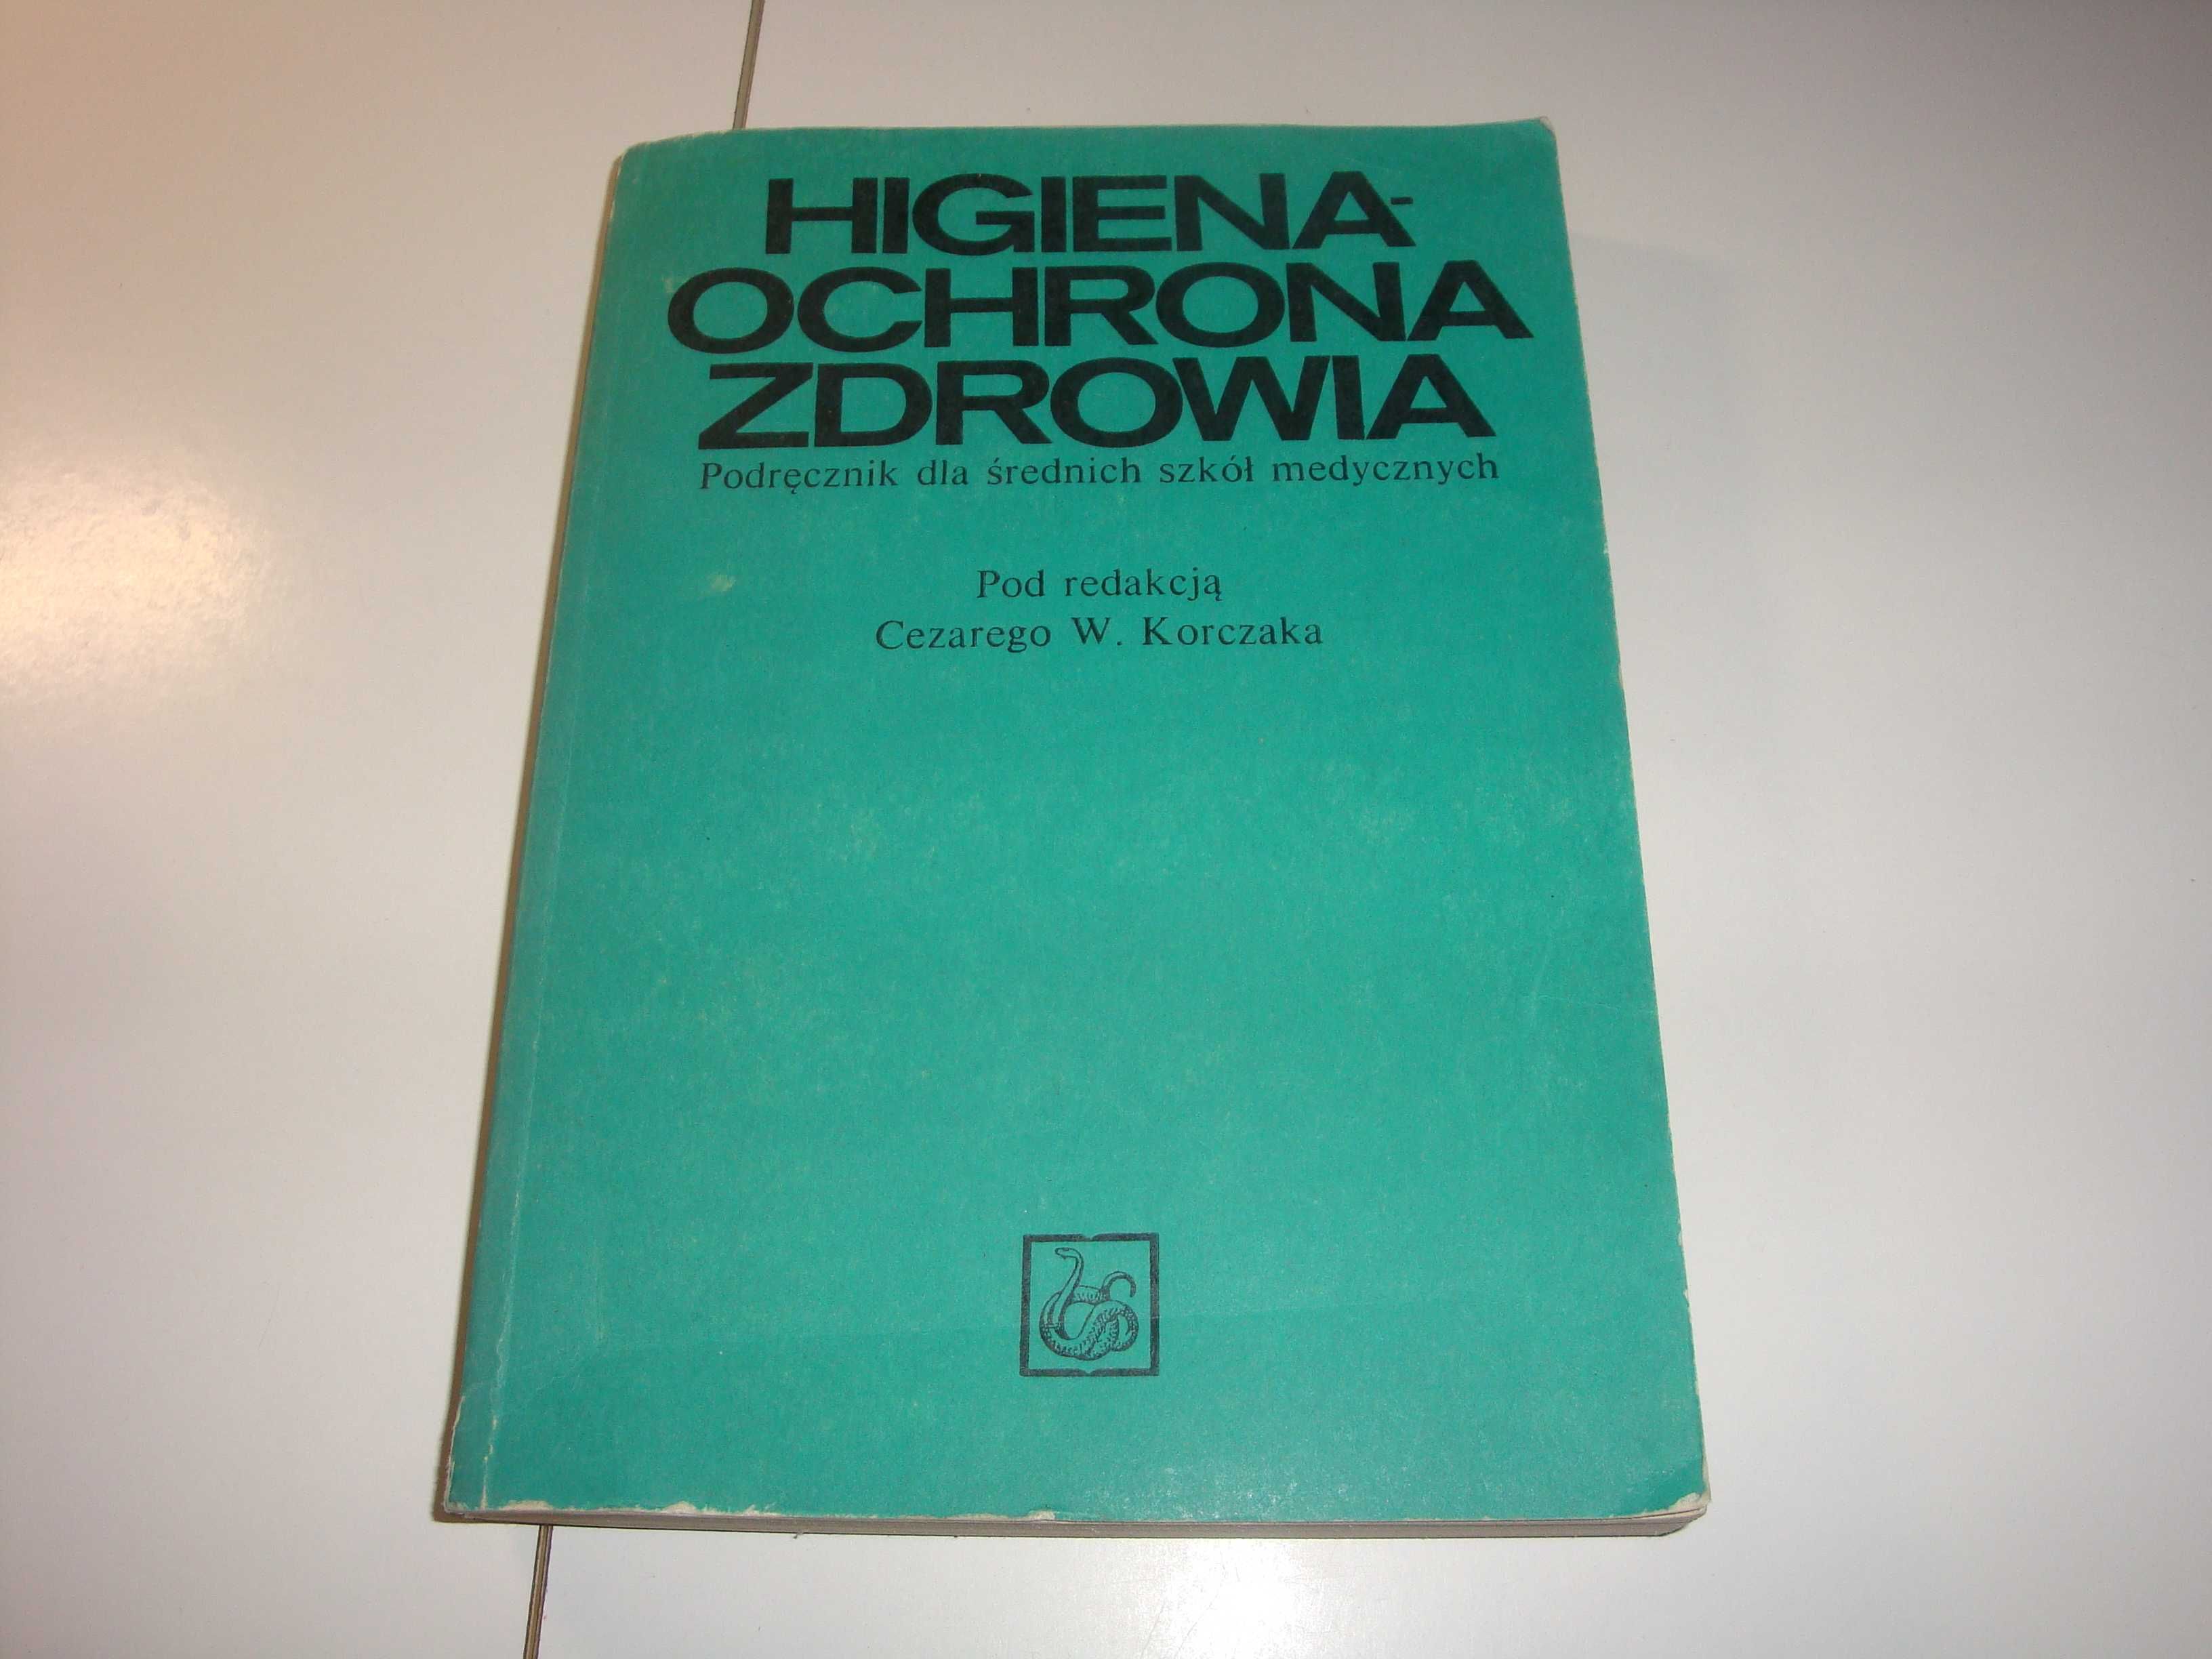 HIGIENA-
OCHRONA
ZDROWIA
Podręcznik dla średnich szkół medycznych
Pod redakcją
Cezarego W. Korczaka